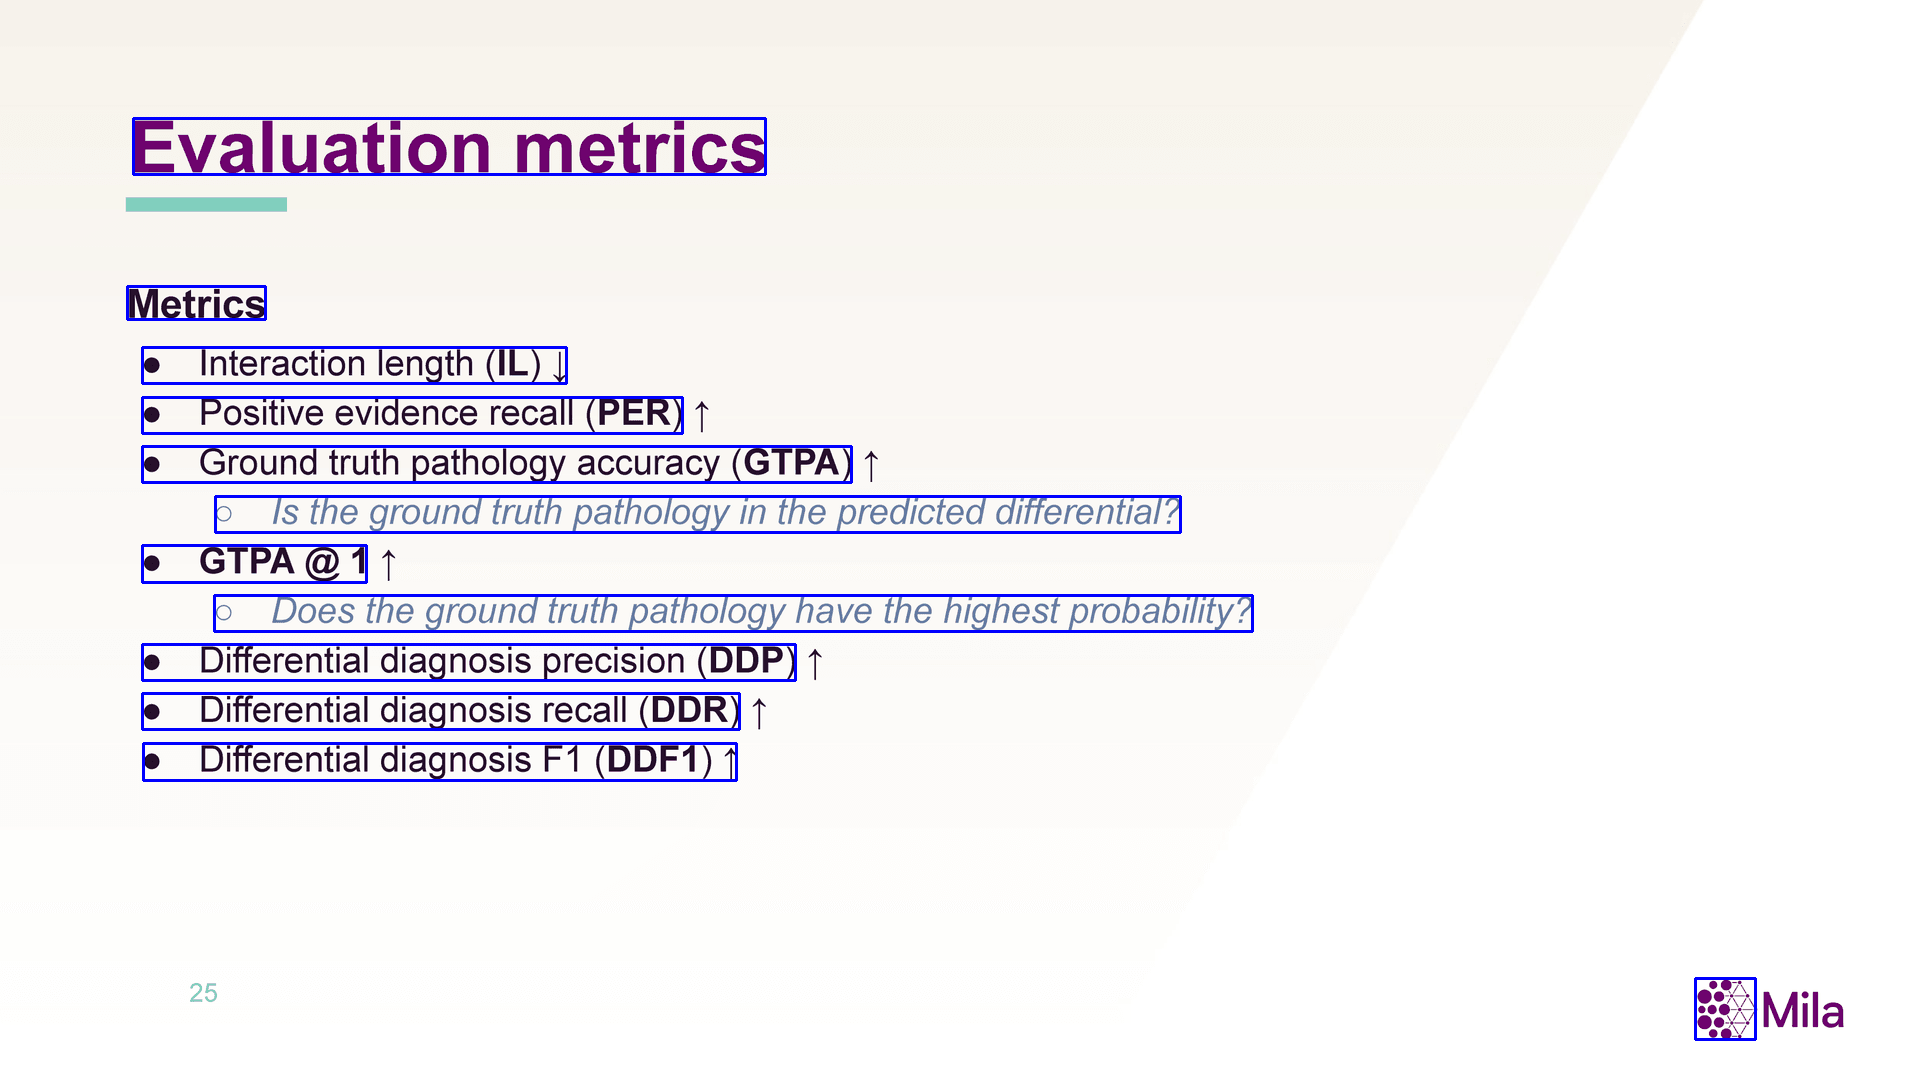 Evaluation metrics
Metrics
● Interaction length (IL) ↓
● Positive evidence recall (PER) ↑
● Ground truth pathology accuracy (GTPA) ↑
○ Is the ground truth pathology in the predicted differential?
● GTPA @ 1 ↑
○ Does the ground truth pathology have the highest probability?
● Differential diagnosis precision (DDP) ↑
● Differential diagnosis recall (DDR) ↑
● Differential diagnosis F1 (DDF1) ↑
25
Mila